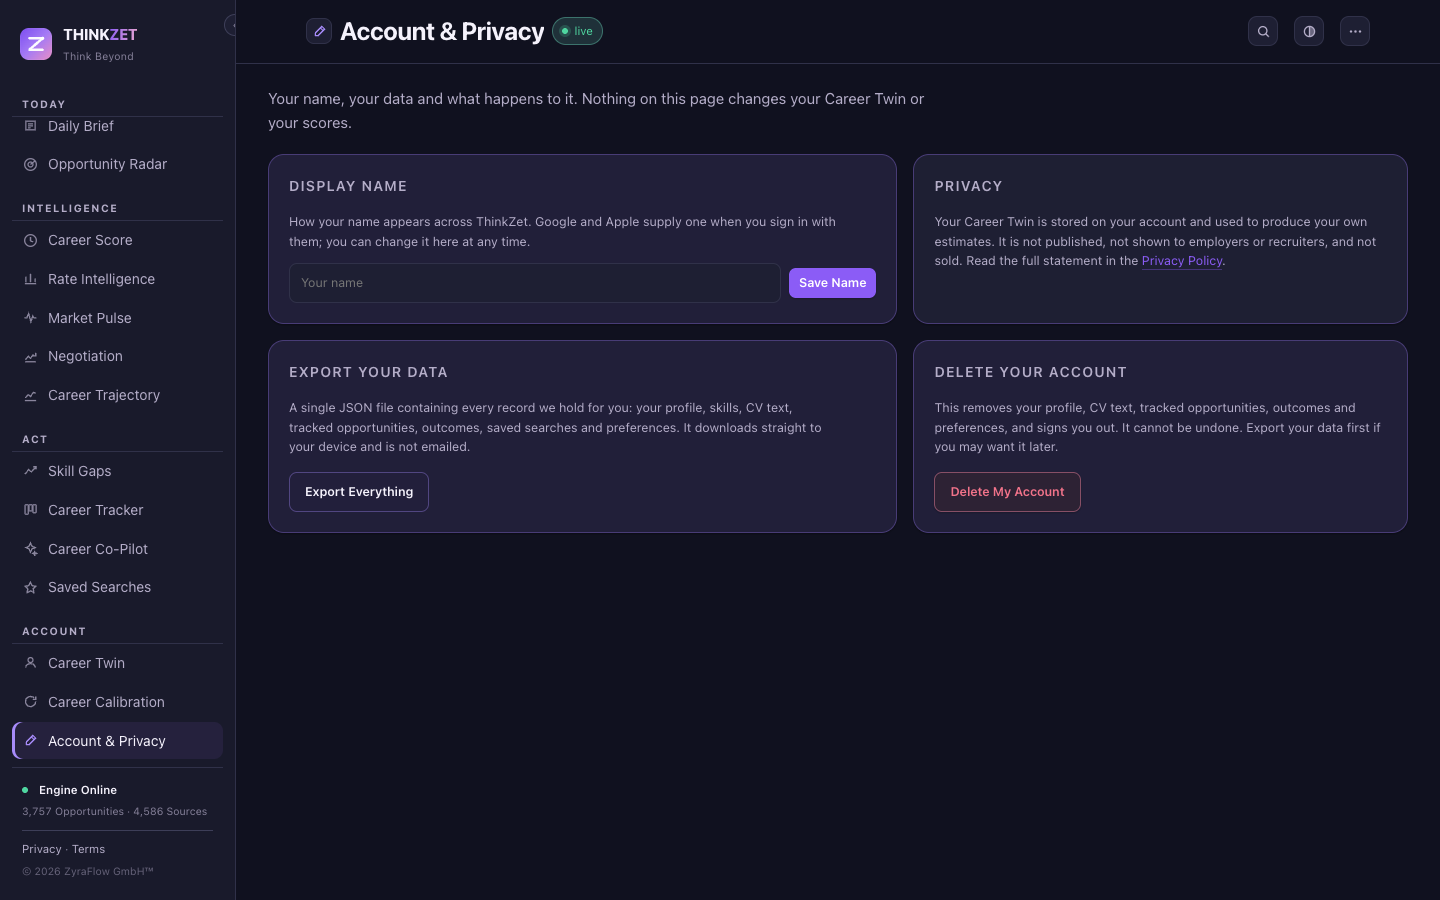 THINKZET
Think Beyond
TODAY
Daily Brief
Opportunity Radar
INTELLIGENCE
Career Score
Rate Intelligence
Market Pulse
Negotiation
Career Trajectory
ACT
Skill Gaps
Career Tracker
Career Co-Pilot
Saved Searches
ACCOUNT
Career Twin
Career Calibration
Account & Privacy
Engine Online
3,757 Opportunities · 4,586 Sources
Privacy · Terms
© 2026 ZyraFlow GmbH™
Account & Privacy
live
Your name, your data and what happens to it. Nothing on this page changes your Career Twin or
your scores.
DISPLAY NAME
How your name appears across ThinkZet. Google and Apple supply one when you sign in with
them; you can change it here at any time.
Your name
Save Name
PRIVACY
Your Career Twin is stored on your account and used to produce your own
estimates. It is not published, not shown to employers or recruiters, and not
sold. Read the full statement in the Privacy Policy.
EXPORT YOUR DATA
A single JSON file containing every record we hold for you: your profile, skills, CV text,
tracked opportunities, outcomes, saved searches and preferences. It downloads straight to
your device and is not emailed.
Export Everything
DELETE YOUR ACCOUNT
This removes your profile, CV text, tracked opportunities, outcomes and
preferences, and signs you out. It cannot be undone. Export your data first if
you may want it later.
Delete My Account